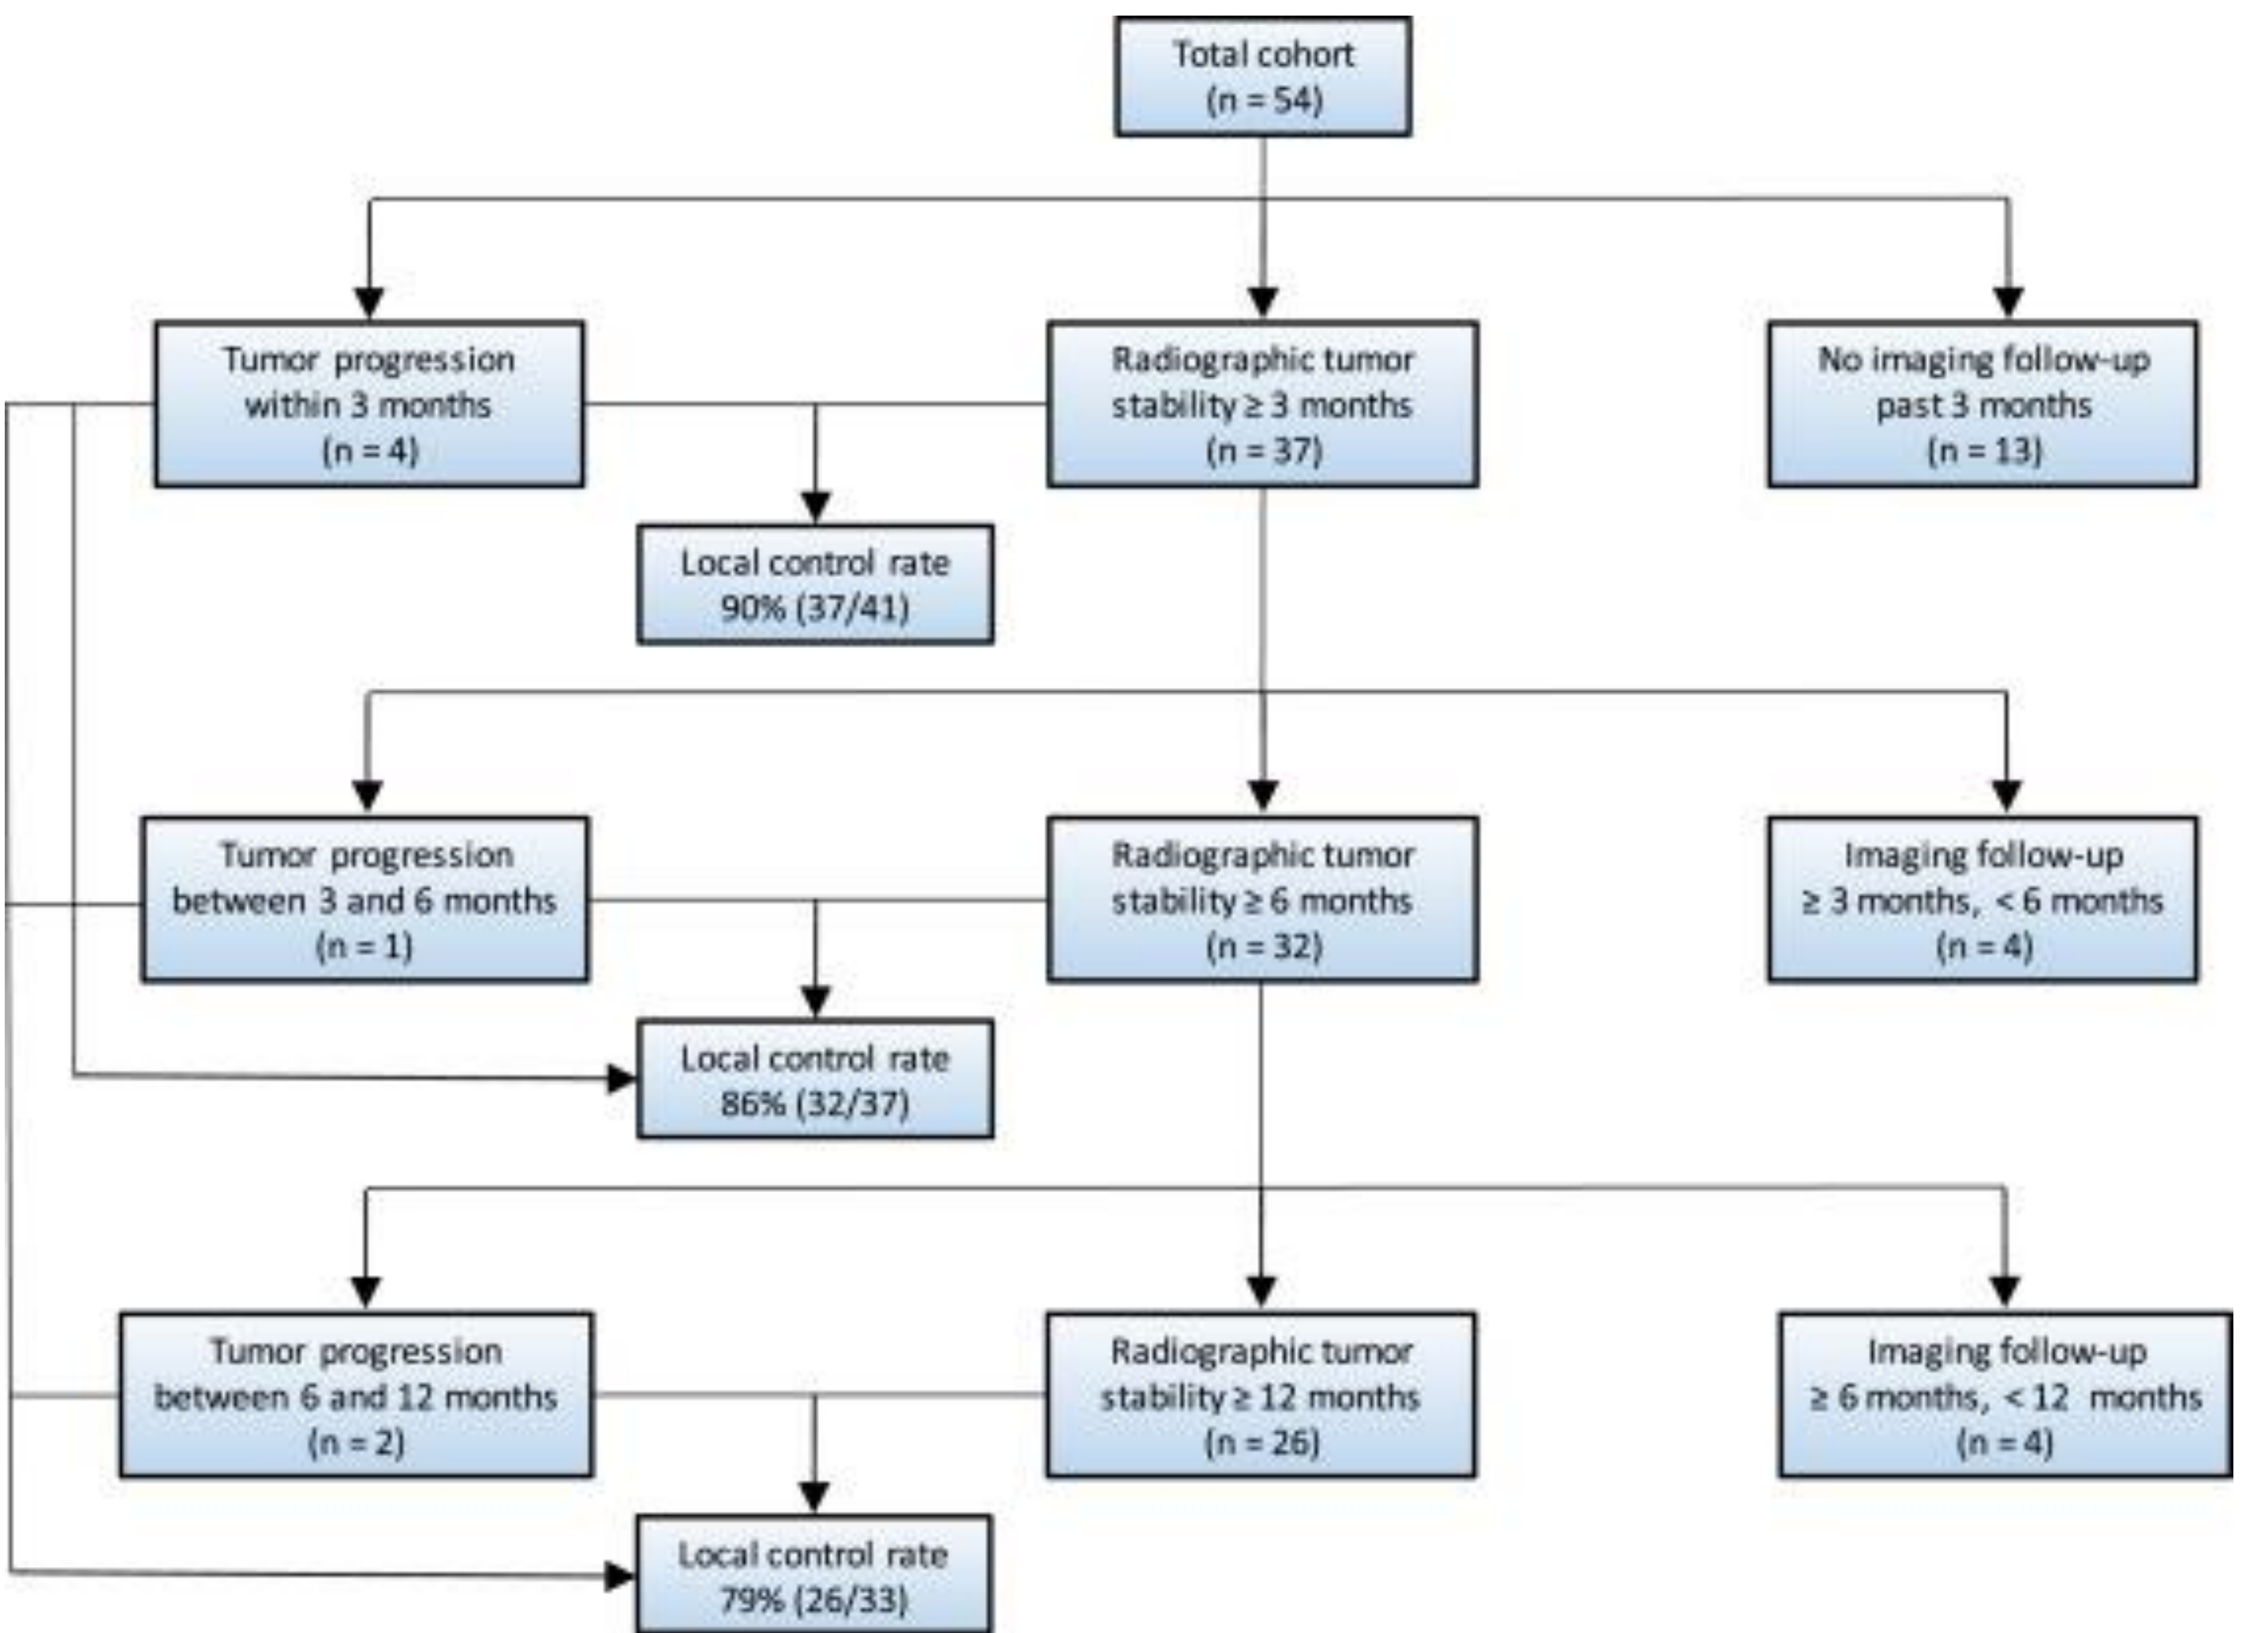 Total cohort
(n = 54)
Tumor progression
within 3 months
(n = 4)
Radiographic tumor
stability ≥ 3 months
(n = 37)
No imaging follow-up
past 3 months
(n = 13)
Local control rate
90% (37/41)
Tumor progression
between 3 and 6 months
(n = 1)
Radiographic tumor
stability ≥ 6 months
(n = 32)
Imaging follow-up
≥ 3 months, < 6 months
(n = 4)
Local control rate
86% (32/37)
Tumor progression
between 6 and 12 months
(n = 2)
Radiographic tumor
stability ≥ 12 months
(n = 26)
Imaging follow-up
≥ 6 months, < 12 months
(n = 4)
Local control rate
79% (26/33)